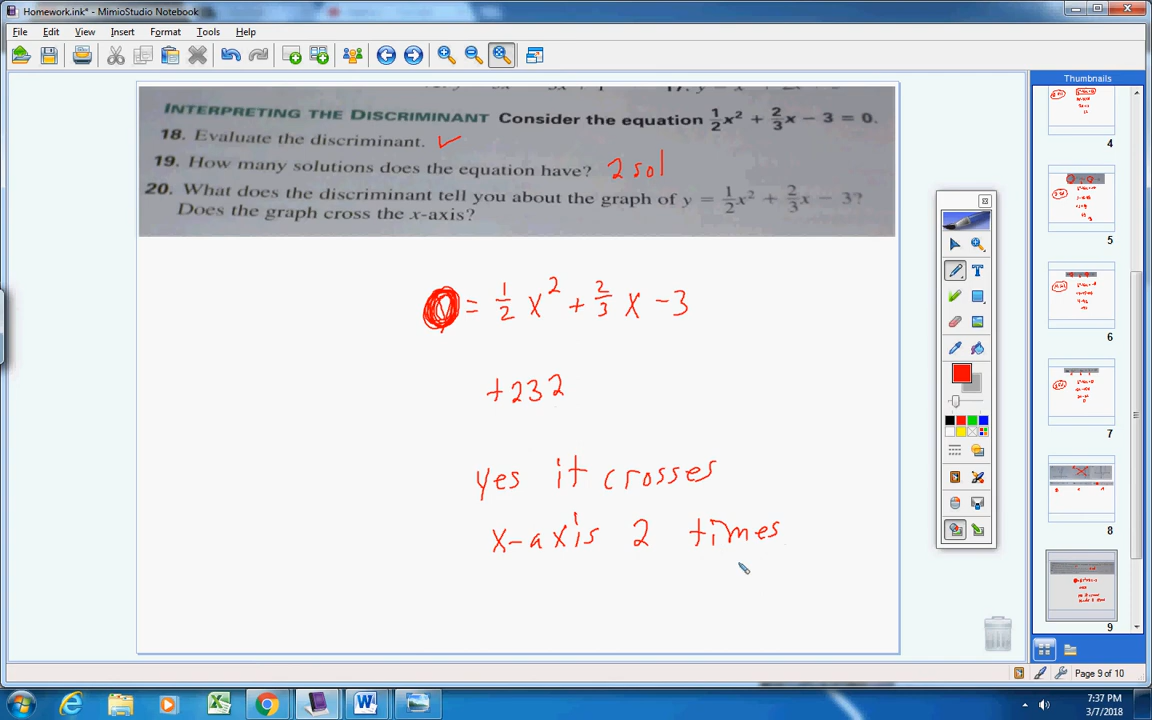 Homework.ink* - MimioStudio Notebook
File Edit View Insert Format Tools Help
Thumbnails
INTERPRETING THE DISCRIMINANT Consider the equation 1/2x² + 2/3x − 3 = 0.
18. Evaluate the discriminant. ✓
19. How many solutions does the equation have? 2 sol
20. What does the discriminant tell you about the graph of y = 1/2x² + 2/3x − 3?
Does the graph cross the x-axis?
0 = 1/2 x² + 2/3 x - 3
+232
yes it crosses
x-axis 2 times
4
5
6
7
8
9
Page 9 of 10
7:37 PM
3/7/2018